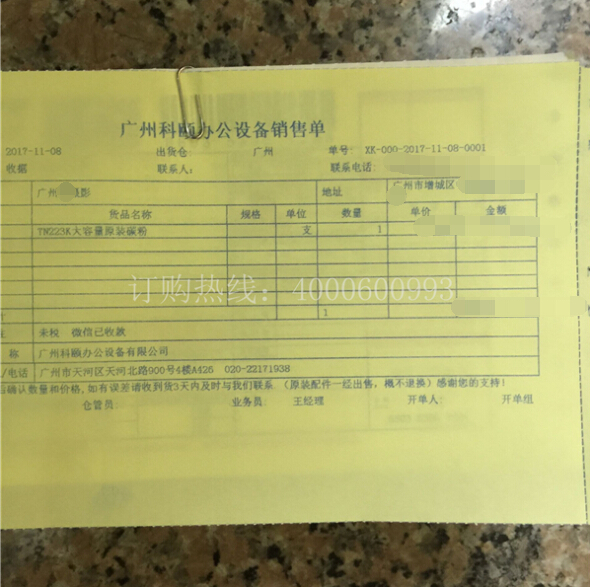 广州科颐办公设备销售单
2017-11-08 出货仓 广州 单号: XK-000-2017-11-08-0001
收据 联系人: 联系电话:
广州 摄影 地址 广州市增城区
货品名称 规格 单位 数量 单价 金额
TN223K大容量原装碳粉 支 1
订购热线：4000600993
1
未税 微信已收款
称 广州科颐办公设备有限公司
/电话 广州市天河区天河北路900号4楼A426 020-22171938
后确认数量和价格,如有误差请收到货3天内及时与我们联系.(原装配件一经出售,概不退换)感谢您的支持!
仓管员: 业务员: 王经理 开单人: 开单组